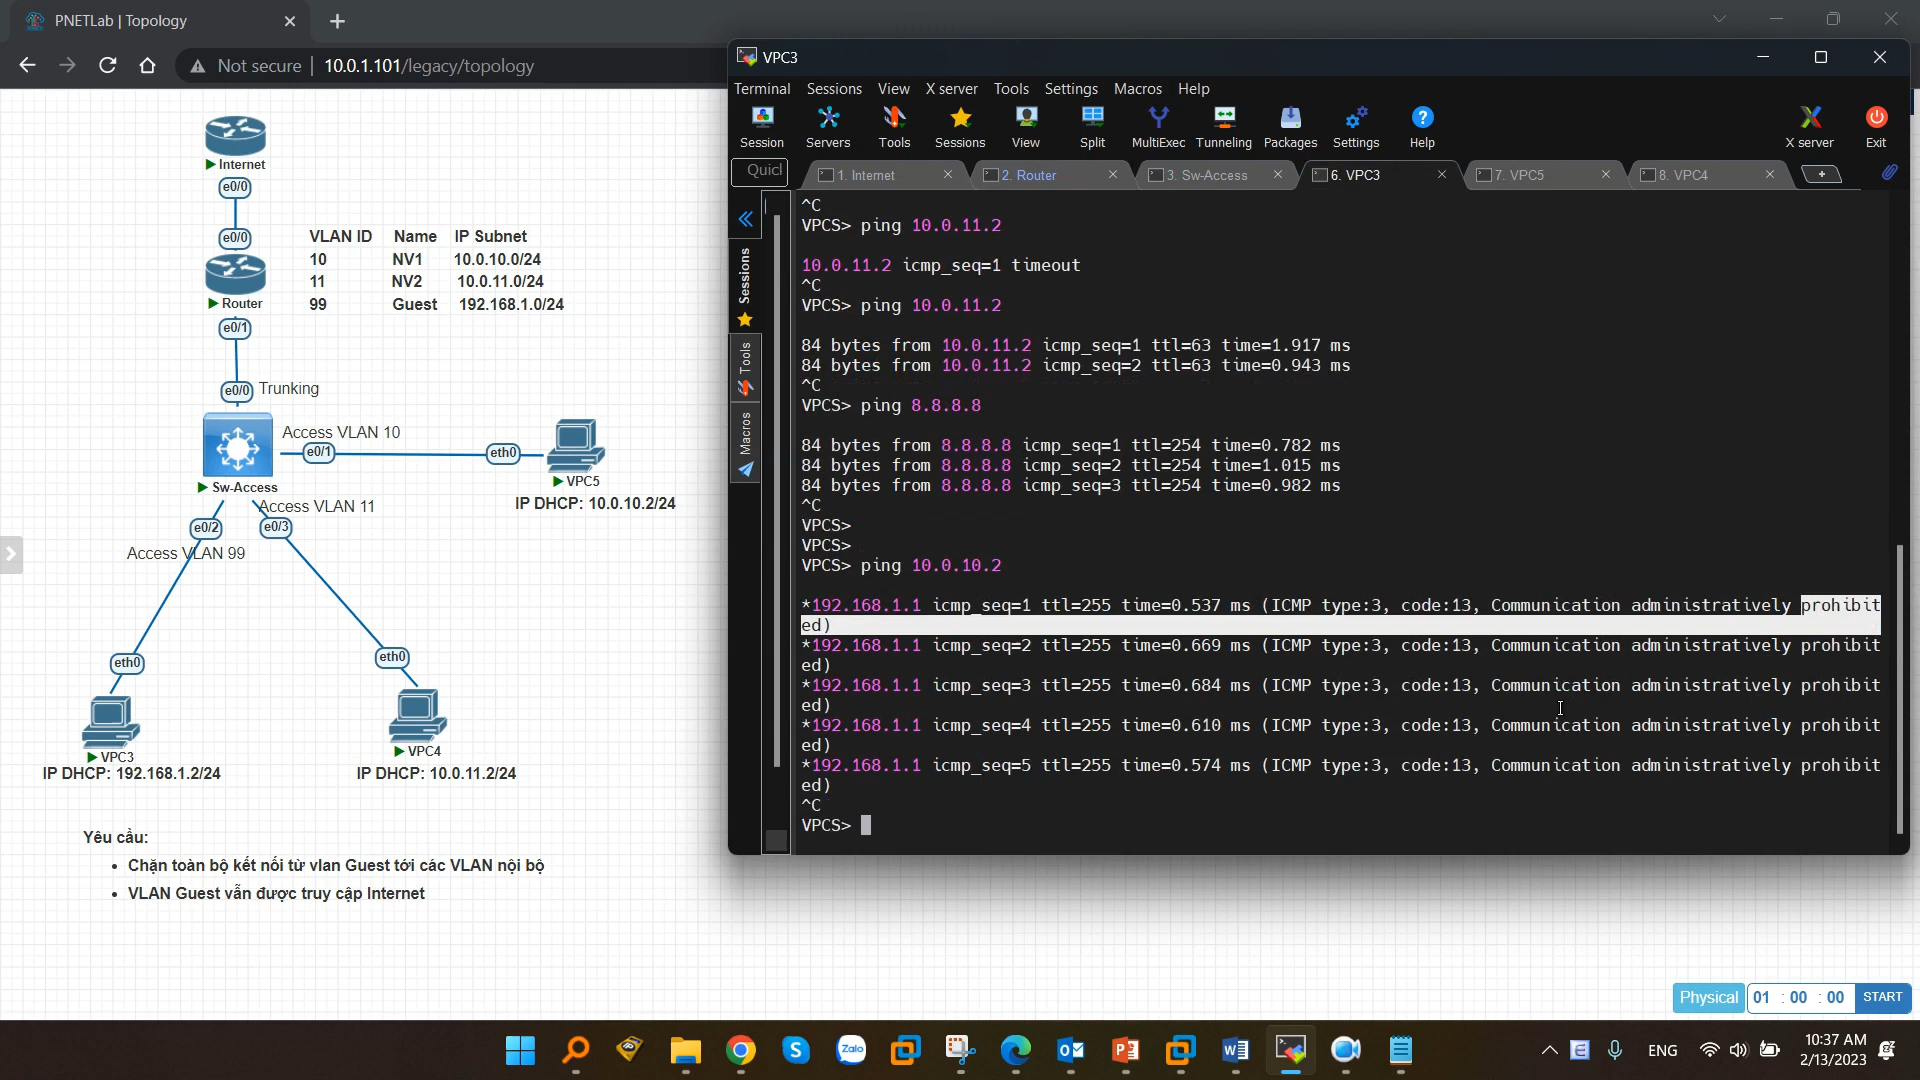 PNETLab | Topology
Not secure | 10.0.1.101/legacy/topology
Internet
e0/0
e0/0
Router
e0/1
VLAN ID Name IP Subnet
10 NV1 10.0.10.0/24
11 NV2 10.0.11.0/24
99 Guest 192.168.1.0/24
e0/0 Trunking
Access VLAN 10
e0/1
eth0
Sw-Access
VPC5
IP DHCP: 10.0.10.2/24
Access VLAN 11
e0/2
e0/3
Access VLAN 99
eth0
eth0
VPC3
VPC4
IP DHCP: 192.168.1.2/24
IP DHCP: 10.0.11.2/24
Yêu cầu:
• Chặn toàn bộ kết nối từ vlan Guest tới các VLAN nội bộ
• VLAN Guest vẫn được truy cập Internet
VPC3
Terminal Sessions View X server Tools Settings Macros Help
Session Servers Tools Sessions View Split MultiExec Tunneling Packages Settings Help X server Exit
Quicl
1. Internet 2. Router 3. Sw-Access 6. VPC3 7. VPC5 8. VPC4
Sessions
Tools
Macros
^C
VPCS> ping 10.0.11.2
10.0.11.2 icmp_seq=1 timeout
^C
VPCS> ping 10.0.11.2
84 bytes from 10.0.11.2 icmp_seq=1 ttl=63 time=1.917 ms
84 bytes from 10.0.11.2 icmp_seq=2 ttl=63 time=0.943 ms
^C
VPCS> ping 8.8.8.8
84 bytes from 8.8.8.8 icmp_seq=1 ttl=254 time=0.782 ms
84 bytes from 8.8.8.8 icmp_seq=2 ttl=254 time=1.015 ms
84 bytes from 8.8.8.8 icmp_seq=3 ttl=254 time=0.982 ms
^C
VPCS>
VPCS>
VPCS> ping 10.0.10.2
*192.168.1.1 icmp_seq=1 ttl=255 time=0.537 ms (ICMP type:3, code:13, Communication administratively prohibit
ed)
*192.168.1.1 icmp_seq=2 ttl=255 time=0.669 ms (ICMP type:3, code:13, Communication administratively prohibit
ed)
*192.168.1.1 icmp_seq=3 ttl=255 time=0.684 ms (ICMP type:3, code:13, Communication administratively prohibit
ed)
*192.168.1.1 icmp_seq=4 ttl=255 time=0.610 ms (ICMP type:3, code:13, Communication administratively prohibit
ed)
*192.168.1.1 icmp_seq=5 ttl=255 time=0.574 ms (ICMP type:3, code:13, Communication administratively prohibit
ed)
^C
VPCS>
Physical 01 : 00 : 00 START
Zalo
ENG
10:37 AM
2/13/2023